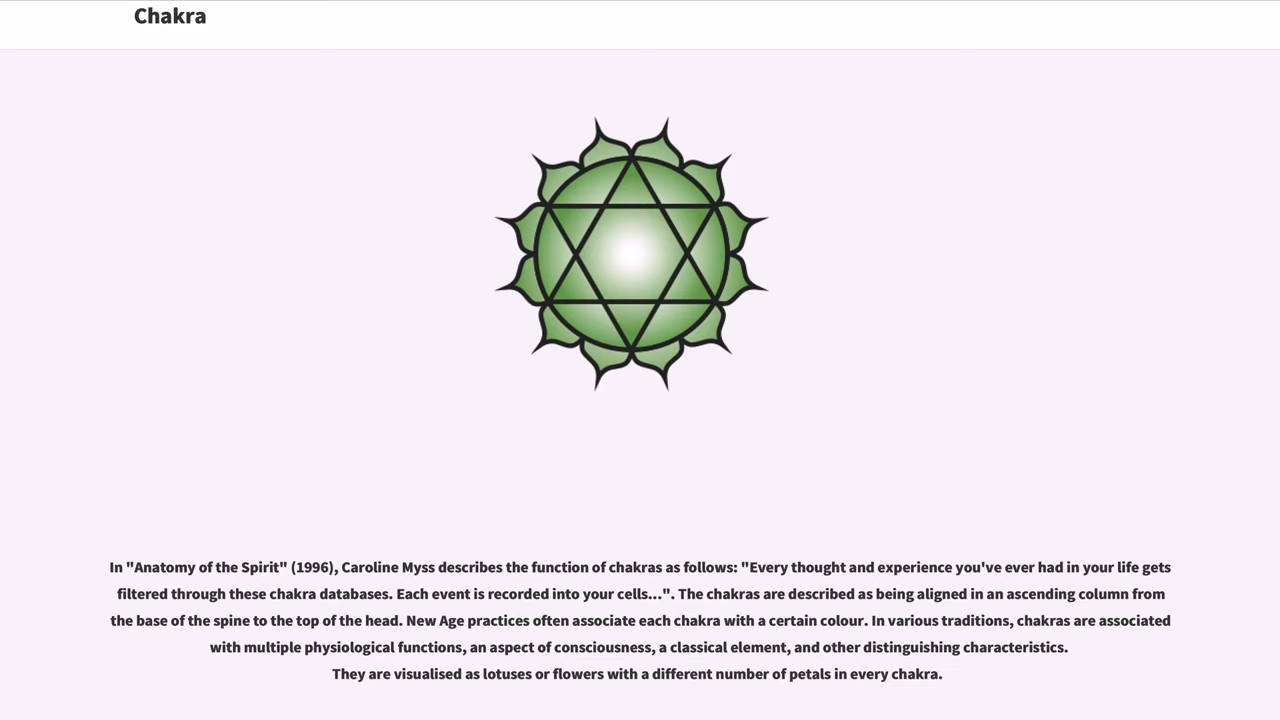 Chakra
In "Anatomy of the Spirit" (1996), Caroline Myss describes the function of chakras as follows: "Every thought and experience you've ever had in your life gets
filtered through these chakra databases. Each event is recorded into your cells...". The chakras are described as being aligned in an ascending column from
the base of the spine to the top of the head. New Age practices often associate each chakra with a certain colour. In various traditions, chakras are associated
with multiple physiological functions, an aspect of consciousness, a classical element, and other distinguishing characteristics.
They are visualised as lotuses or flowers with a different number of petals in every chakra.